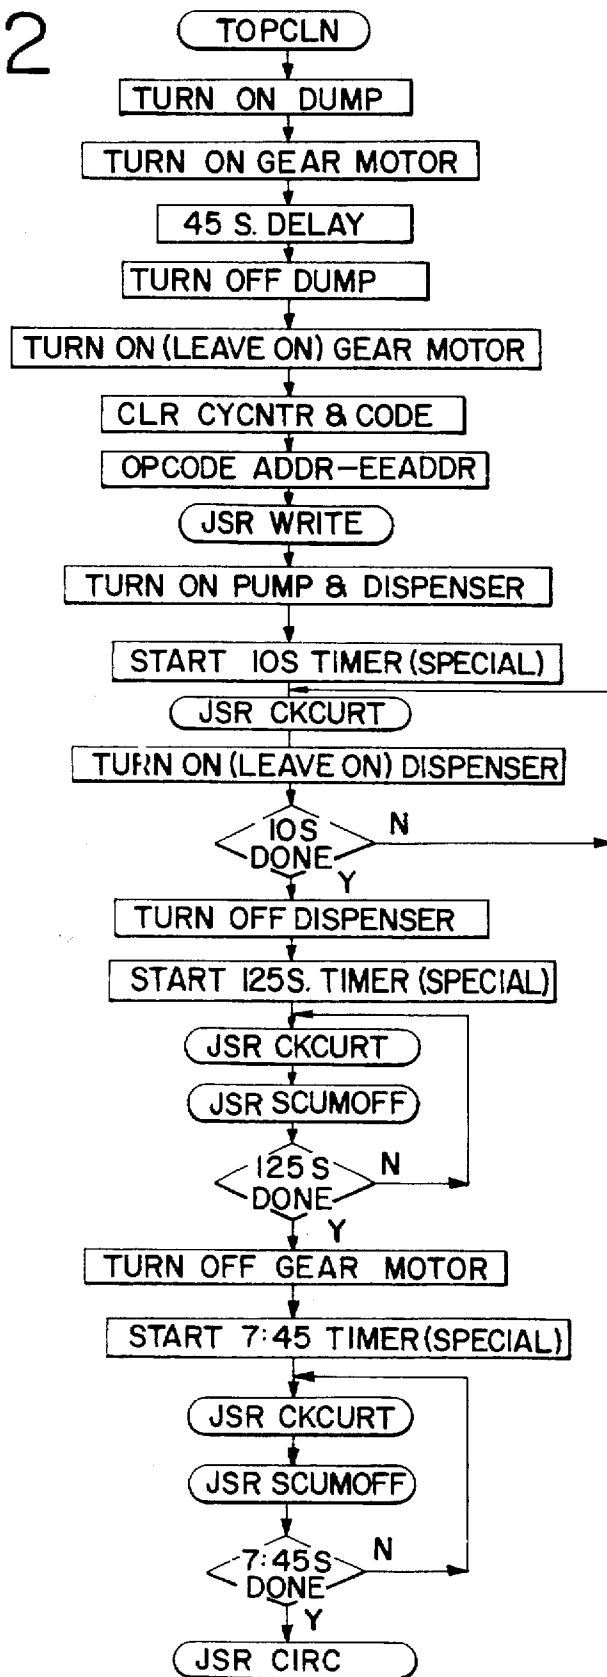 2
TOPCLN
TURN ON DUMP
TURN ON GEAR MOTOR
45 S. DELAY
TURN OFF DUMP
TURN ON (LEAVE ON) GEAR MOTOR
CLR CYCNTR & CODE
OPCODE ADDR-EEADDR
JSR WRITE
TURN ON PUMP & DISPENSER
START 10S TIMER (SPECIAL)
JSR CKCURT
TURN ON (LEAVE ON) DISPENSER
10S
DONE
N
Y
TURN OFF DISPENSER
START 125S. TIMER (SPECIAL)
JSR CKCURT
JSR SCUMOFF
125 S
DONE
N
Y
TURN OFF GEAR MOTOR
START 7:45 TIMER (SPECIAL)
JSR CKCURT
JSR SCUMOFF
7:45S
DONE
N
Y
JSR CIRC